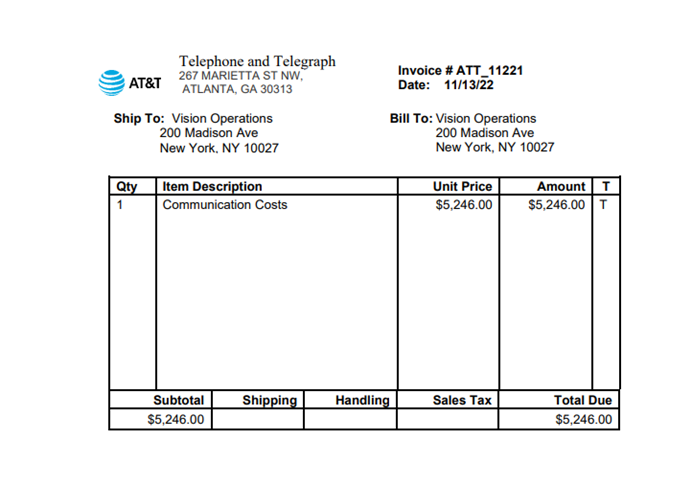 Telephone and Telegraph
AT&T
267 MARIETTA ST NW,
ATLANTA, GA 30313
Invoice # ATT_11221
Date: 11/13/22
Ship To: Vision Operations
200 Madison Ave
New York, NY 10027
Bill To: Vision Operations
200 Madison Ave
New York, NY 10027
Qty Item Description Unit Price Amount T
1 Communication Costs $5,246.00 $5,246.00 T
Subtotal Shipping Handling Sales Tax Total Due
$5,246.00 $5,246.00